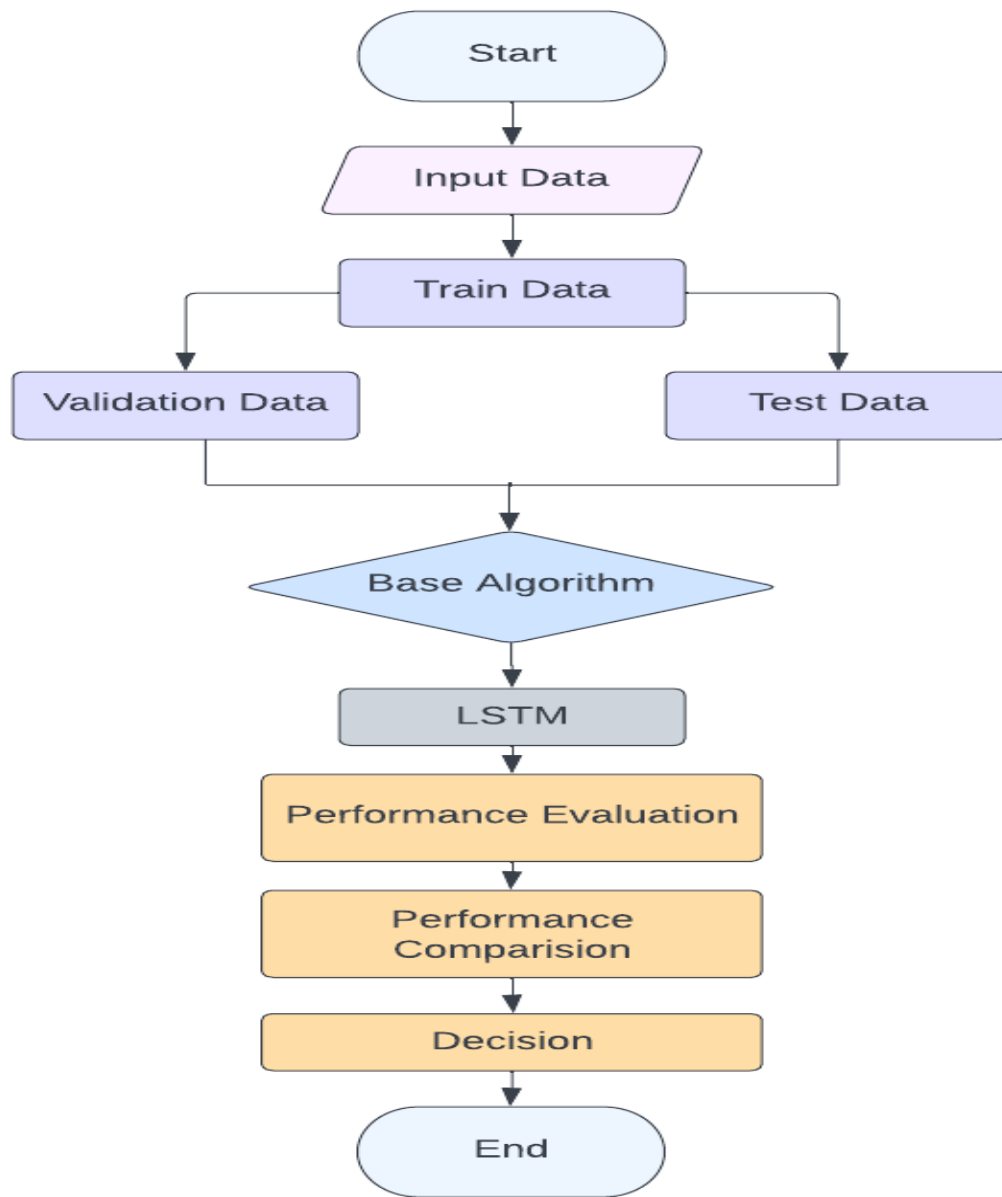 Start
Input Data
Train Data
Validation Data
Test Data
Base Algorithm
LSTM
Performance Evaluation
Performance
Comparision
Decision
End